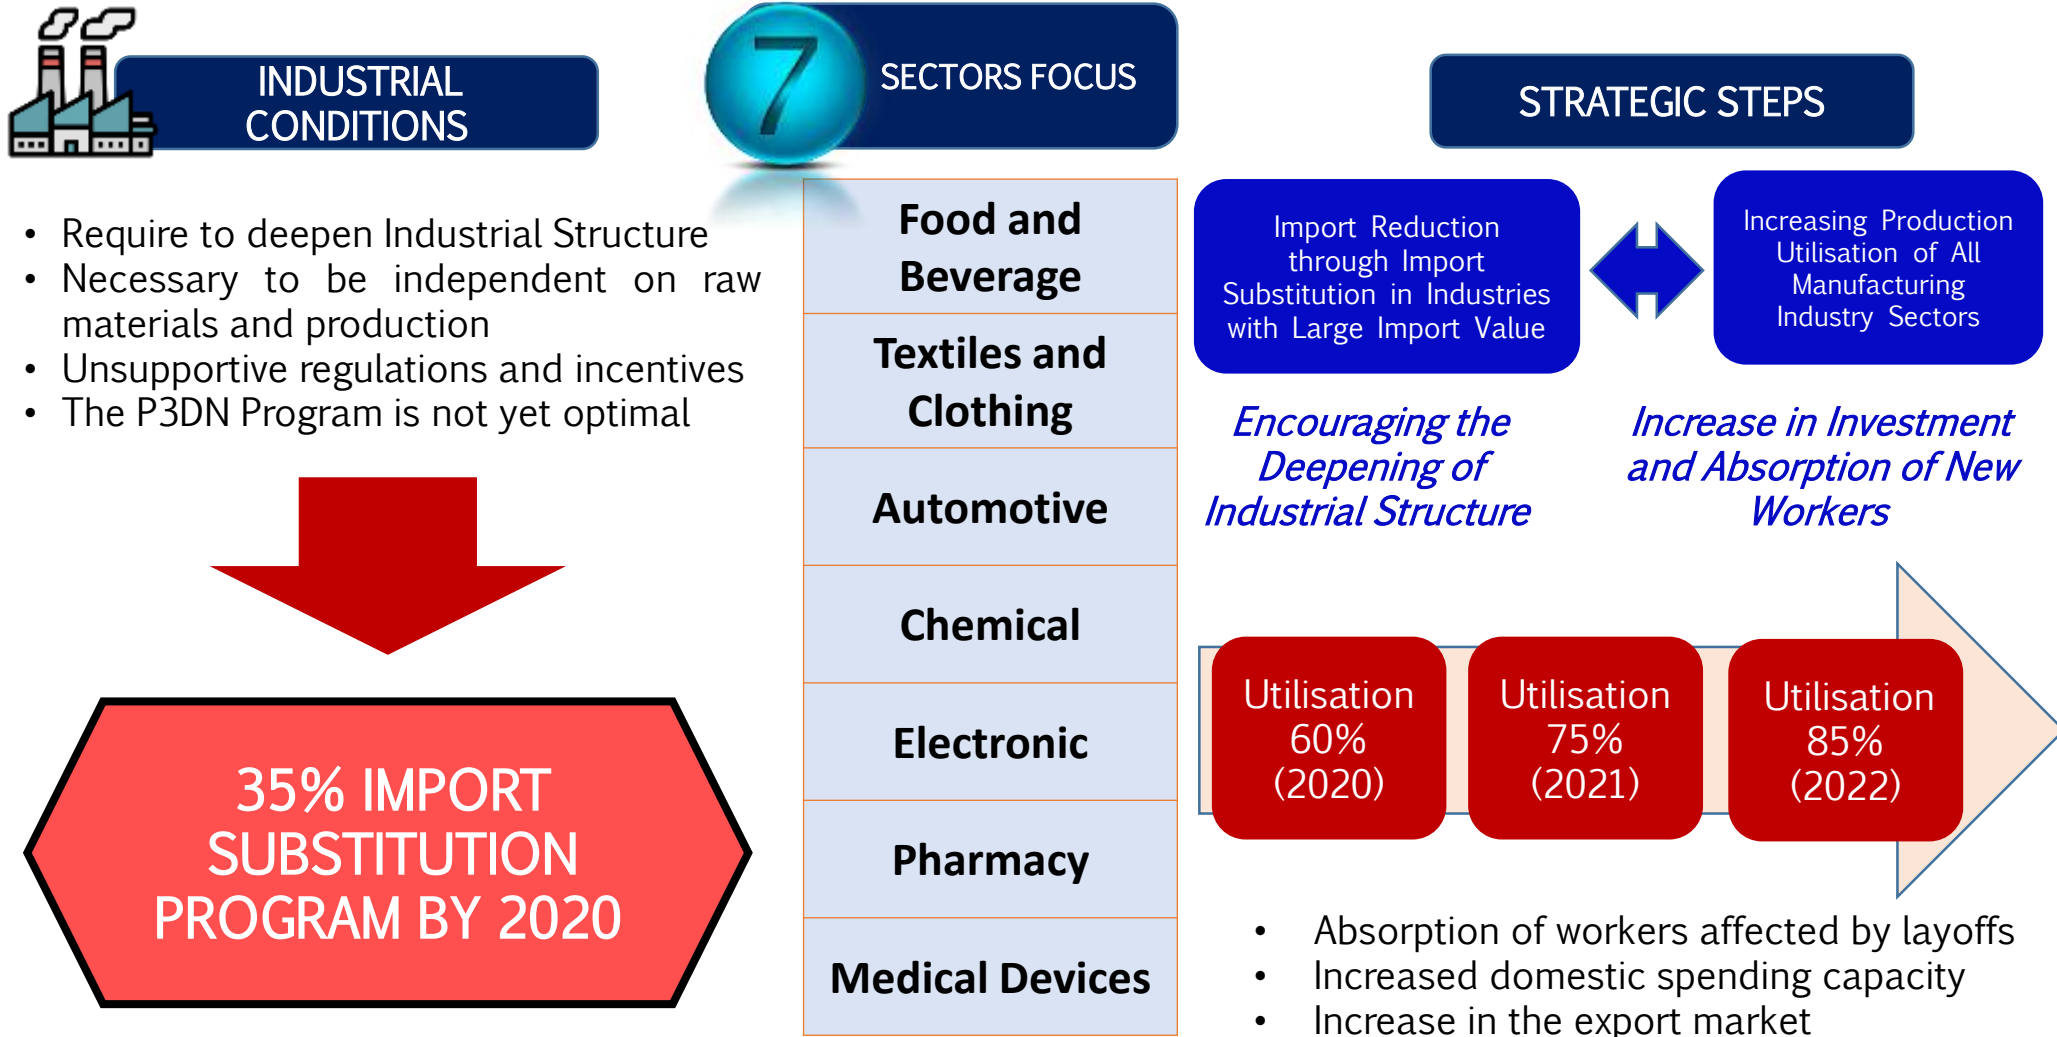 INDUSTRIAL
CONDITIONS
• Require to deepen Industrial Structure
• Necessary to be independent on raw
materials and production
• Unsupportive regulations and incentives
• The P3DN Program is not yet optimal
35% IMPORT
SUBSTITUTION
PROGRAM BY 2020
7
SECTORS FOCUS
Food and
Beverage
Textiles and
Clothing
Automotive
Chemical
Electronic
Pharmacy
Medical Devices
STRATEGIC STEPS
Import Reduction
through Import
Substitution in Industries
with Large Import Value
Increasing Production
Utilisation of All
Manufacturing
Industry Sectors
Encouraging the
Deepening of
Industrial Structure
Increase in Investment
and Absorption of New
Workers
Utilisation
60%
(2020)
Utilisation
75%
(2021)
Utilisation
85%
(2022)
• Absorption of workers affected by layoffs
• Increased domestic spending capacity
• Increase in the export market